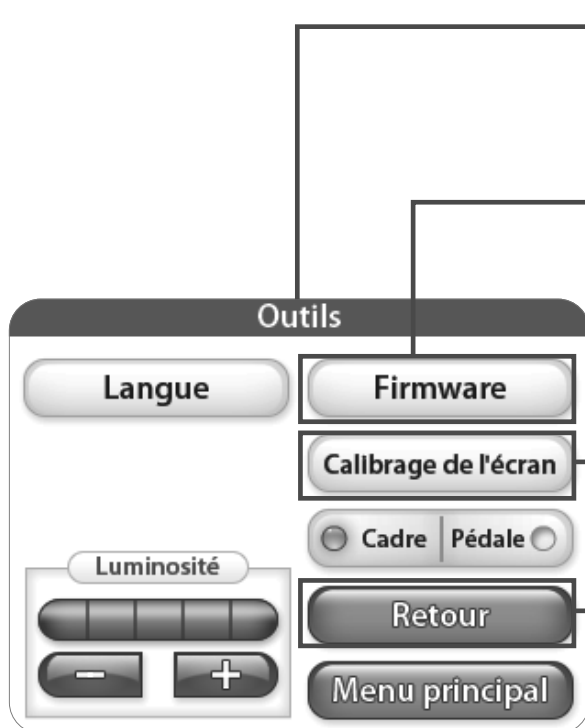 Outils
Langue
Firmware
Calibrage de l'écran
Cadre
Pédale
Luminosité
Retour
Menu principal